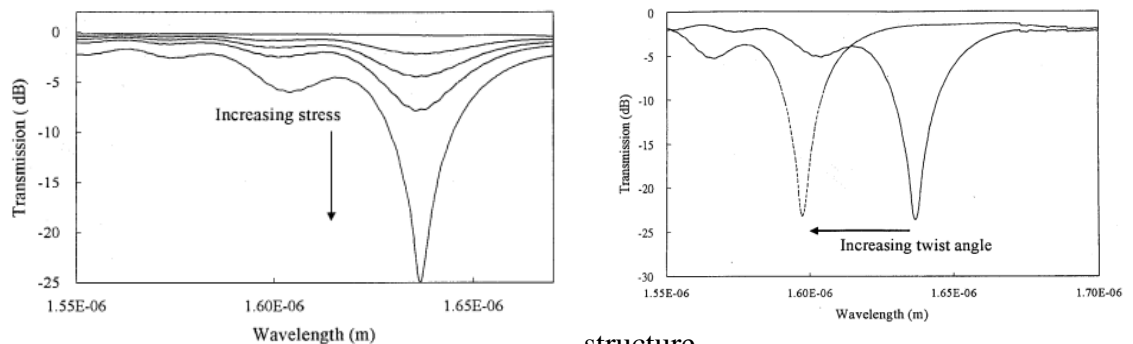 0
-5
-10
-15
-20
-25
Transmission ( dB)
Increasing stress
1.55E-06
1.60E-06
1.65E-06
Wavelength (m)
0
-5
-10
-15
-20
-25
-30
Transmission (dB)
Increasing twist angle
1.55E-06
1.60E-06
1.65E-06
1.70E-06
Wavelength (m)
structure